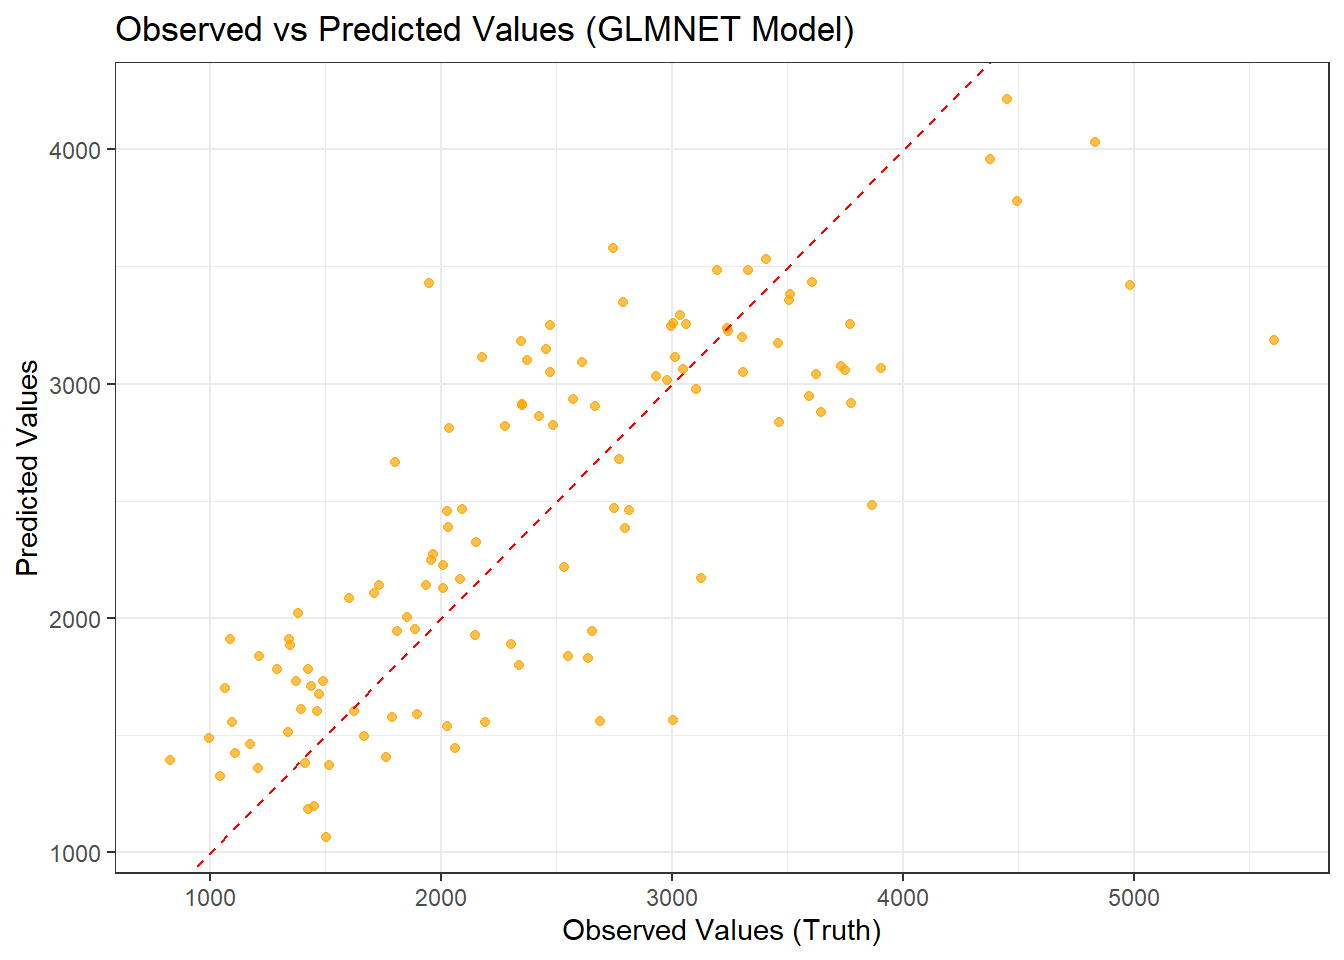 Observed vs Predicted Values (GLMNET Model)
Predicted Values
4000
3000
2000
1000
1000 2000 3000 4000 5000
Observed Values (Truth)